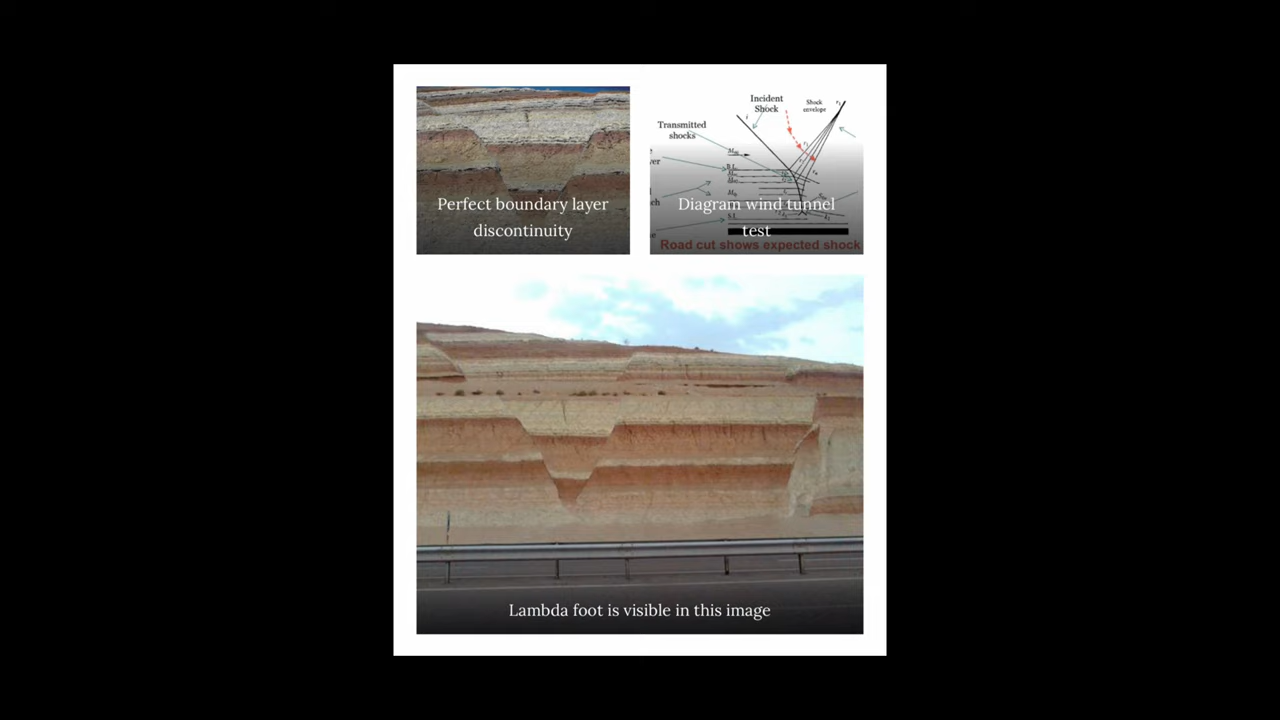 Perfect boundary layer
discontinuity
Incident
Shock
Shock
envelope
Transmitted
shocks
Diagram wind tunnel
test
Road cut shows expected shock
Lambda foot is visible in this image